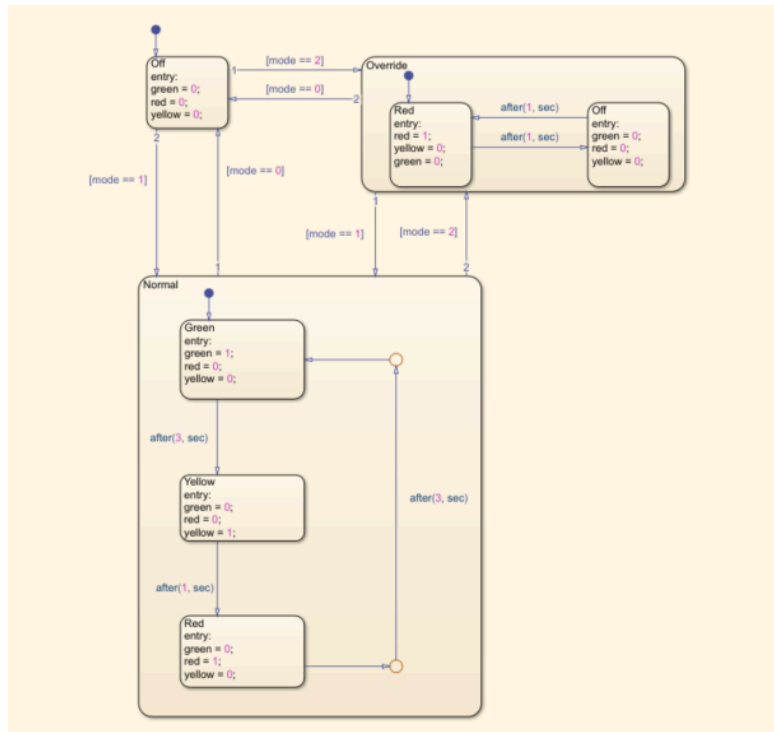 Off
entry:
green = 0;
red = 0;
yellow = 0;
1
[mode == 2]
[mode == 0]
2
Override
Red
entry:
red = 1;
yellow = 0;
green = 0;
after(1, sec)
after(1, sec)
Off
entry:
green = 0;
red = 0;
yellow = 0;
2
[mode == 1]
[mode == 0]
1
1
[mode == 1]
[mode == 2]
2
Normal
Green
entry:
green = 1;
red = 0;
yellow = 0;
after(3, sec)
Yellow
entry:
green = 0;
red = 0;
yellow = 1;
after(3, sec)
after(1, sec)
Red
entry:
green = 0;
red = 1;
yellow = 0;